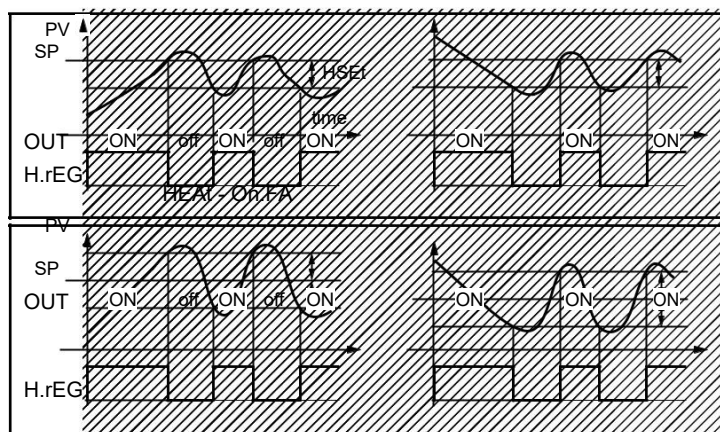 PV
SP
HSEt
time
OUT ON off ON off ON ON ON ON
H.rEG
HEAt - On.FA
PV
SP
OUT ON off ON off ON ON ON ON
H.rEG